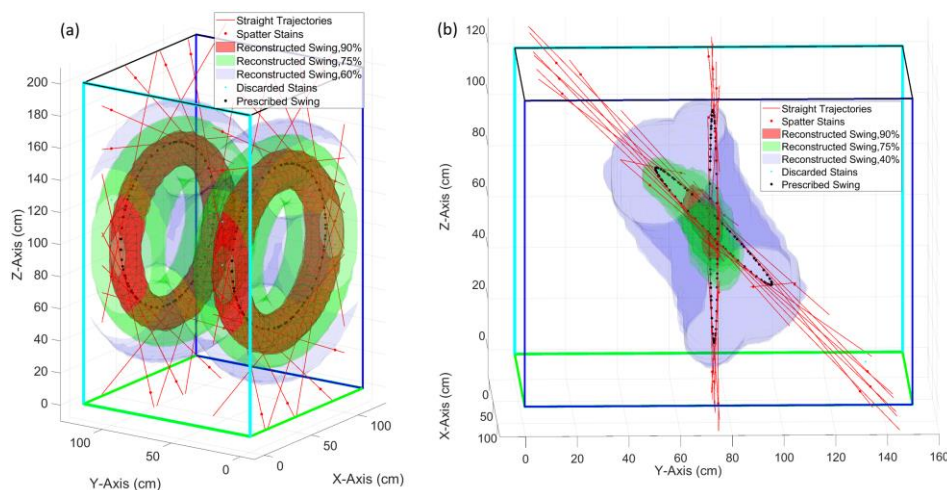 (a)
Straight Trajectories
Spatter Stains
Reconstructed Swing,90%
Reconstructed Swing,75%
Reconstructed Swing,60%
Discarded Stains
Prescribed Swing
200
180
160
140
120
100
80
60
40
20
0
Z-Axis (cm)
100
50
0
Y-Axis (cm)
0
50
100
X-Axis (cm)
(b)
Straight Trajectories
Spatter Stains
Reconstructed Swing,90%
Reconstructed Swing,75%
Reconstructed Swing,40%
Discarded Stains
Prescribed Swing
120
100
80
60
40
20
0
Z-Axis (cm)
0
50
100
X-Axis (cm)
0 20 40 60 80 100 120 140 160
Y-Axis (cm)